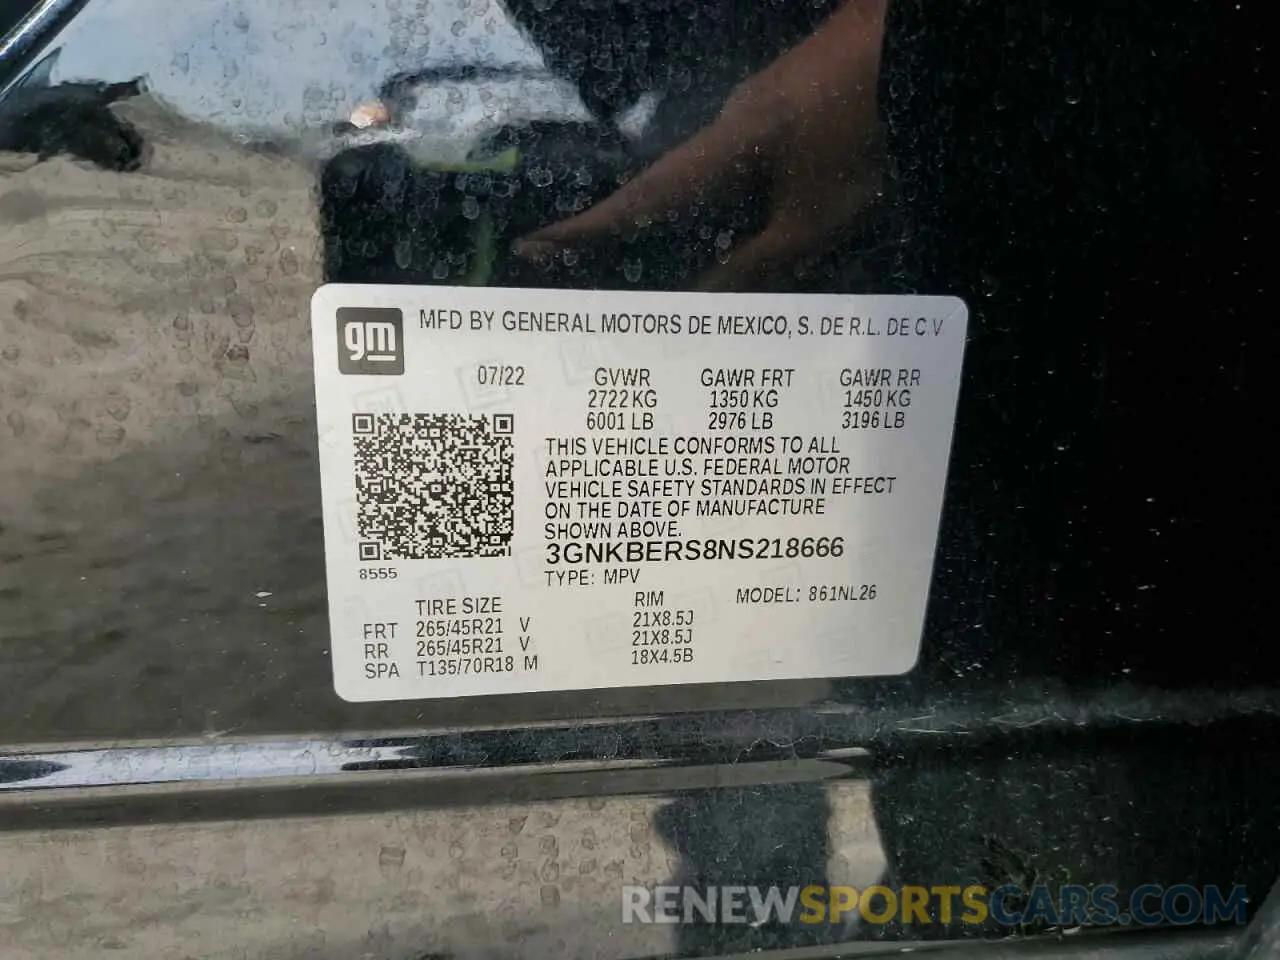 gm
MFD BY GENERAL MOTORS DE MEXICO, S. DE R.L. DE C V
07/22 GVWR GAWR FRT GAWR RR
2722 KG 1350 KG 1450 KG
6001 LB 2976 LB 3196 LB
THIS VEHICLE CONFORMS TO ALL
APPLICABLE U.S. FEDERAL MOTOR
VEHICLE SAFETY STANDARDS IN EFFECT
ON THE DATE OF MANUFACTURE
SHOWN ABOVE.
3GNKBERS8NS218666
8555
TYPE: MPV
TIRE SIZE RIM MODEL: 861NL26
FRT 265/45R21 V 21X8.5J
RR 265/45R21 V 21X8.5J
SPA T135/70R18 M 18X4.5B
RENEWSPORTSCARS.COM